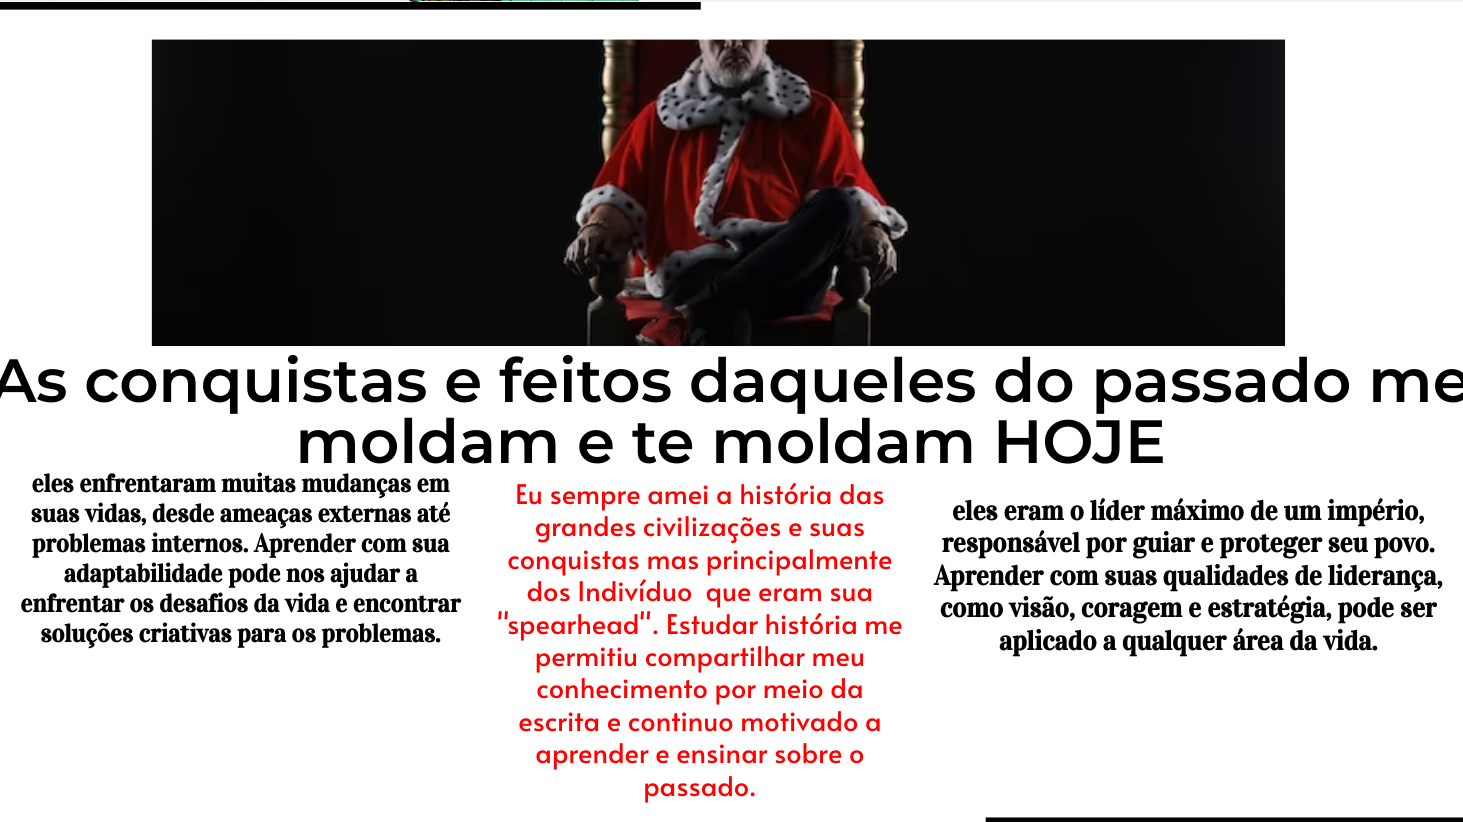 As conquistas e feitos daqueles do passado me
moldam e te moldam HOJE
eles enfrentaram muitas mudanças em
suas vidas, desde ameaças externas até
problemas internos. Aprender com sua
adaptabilidade pode nos ajudar a
enfrentar os desafios da vida e encontrar
soluções criativas para os problemas.
Eu sempre amei a história das
grandes civilizações e suas
conquistas mas principalmente
dos Indivíduo  que eram sua
"spearhead". Estudar história me
permitiu compartilhar meu
conhecimento por meio da
escrita e continuo motivado a
aprender e ensinar sobre o
passado.
eles eram o líder máximo de um império,
responsável por guiar e proteger seu povo.
Aprender com suas qualidades de liderança,
como visão, coragem e estratégia, pode ser
aplicado a qualquer área da vida.